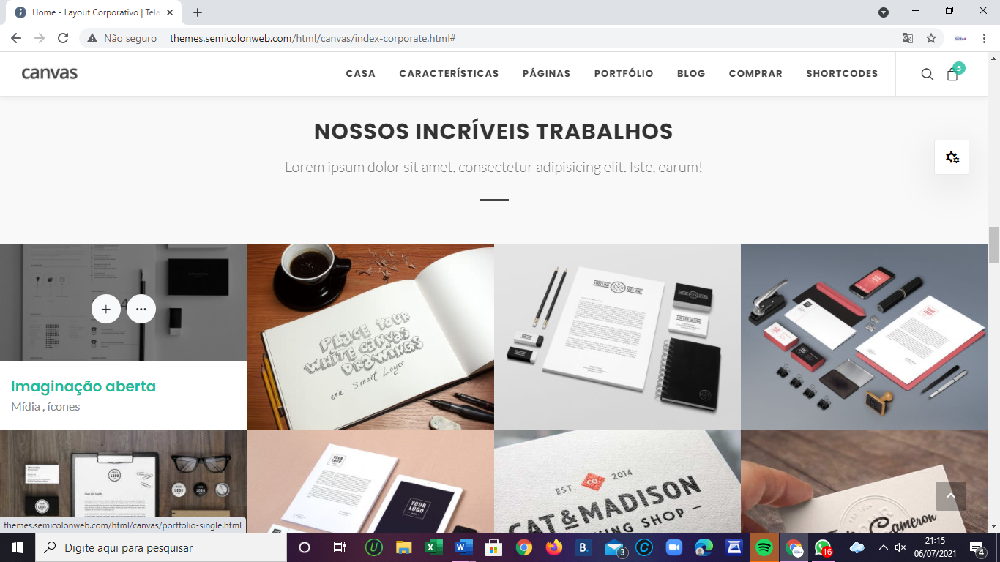 Home - Layout Corporativo | Tela
Não seguro
themes.semicolonweb.com/html/canvas/index-corporate.html#
canvas
CASA
CARACTERÍSTICAS
PÁGINAS
PORTFÓLIO
BLOG
COMPRAR
SHORTCODES
5
NOSSOS INCRÍVEIS TRABALHOS
Lorem ipsum dolor sit amet, consectetur adipisicing elit. Iste, earum!
PLACE YOUR
WHITE CANVAS
DRAWINGS
via Smart Layer
Imaginação aberta
Mídia , ícones
YOUR
LOGO
YOUR
LOGO
EST.
CO.
2014
CAT & MADISON
SHOP
Cameron
themes.semicolonweb.com/html/canvas/portfolio-single.html
Digite aqui para pesquisar
3
16
21:15
06/07/2021
4